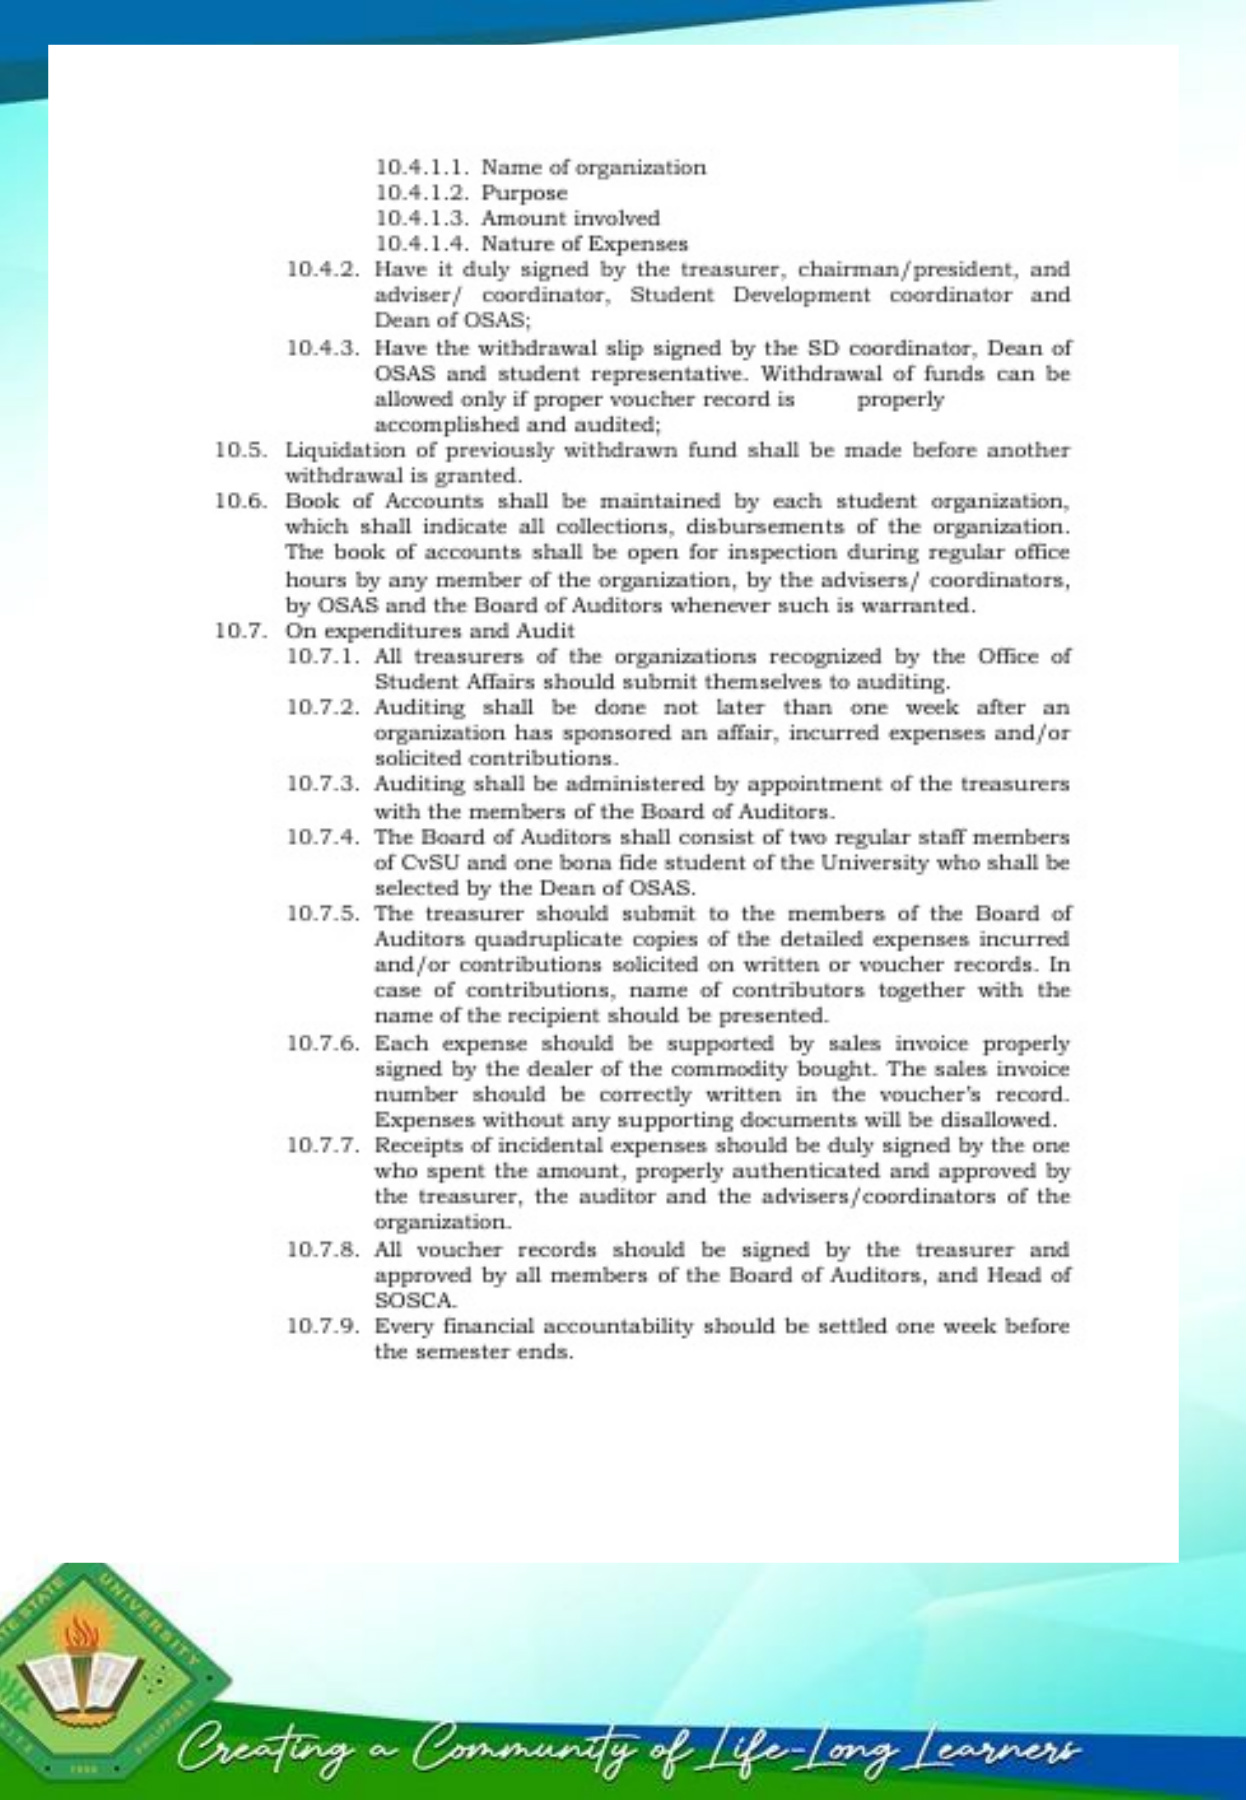 10.4.1.1. Name of organization
10.4.1.2. Purpose
10.4.1.3. Amount involved
10.4.1.4. Nature of Expenses
10.4.2. Have it duly signed by the treasurer, chairman/president, and
adviser/ coordinator, Student Development coordinator and
Dean of OSAS;
10.4.3. Have the withdrawal slip signed by the SD coordinator, Dean of
OSAS and student representative. Withdrawal of funds can be
allowed only if proper voucher record is properly
accomplished and audited;
10.5. Liquidation of previously withdrawn fund shall be made before another
withdrawal is granted.
10.6. Book of Accounts shall be maintained by each student organization,
which shall indicate all collections, disbursements of the organization.
The book of accounts shall be open for inspection during regular office
hours by any member of the organization, by the advisers/ coordinators,
by OSAS and the Board of Auditors whenever such is warranted.
10.7. On expenditures and Audit
10.7.1. All treasurers of the organizations recognized by the Office of
Student Affairs should submit themselves to auditing.
10.7.2. Auditing shall be done not later than one week after an
organization has sponsored an affair, incurred expenses and/or
solicited contributions.
10.7.3. Auditing shall be administered by appointment of the treasurers
with the members of the Board of Auditors.
10.7.4. The Board of Auditors shall consist of two regular staff members
of CvSU and one bona fide student of the University who shall be
selected by the Dean of OSAS.
10.7.5. The treasurer should submit to the members of the Board of
Auditors quadruplicate copies of the detailed expenses incurred
and/or contributions solicited on written or voucher records. In
case of contributions, name of contributors together with the
name of the recipient should be presented.
10.7.6. Each expense should be supported by sales invoice properly
signed by the dealer of the commodity bought. The sales invoice
number should be correctly written in the voucher's record.
Expenses without any supporting documents will be disallowed.
10.7.7. Receipts of incidental expenses should be duly signed by the one
who spent the amount, properly authenticated and approved by
the treasurer, the auditor and the advisers/coordinators of the
organization.
10.7.8. All voucher records should be signed by the treasurer and
approved by all members of the Board of Auditors, and Head of
SOSCA.
10.7.9. Every financial accountability should be settled one week before
the semester ends.
STATE UNIVERSITY
PHILIPPINES
Creating a Community of Life-Long Learners